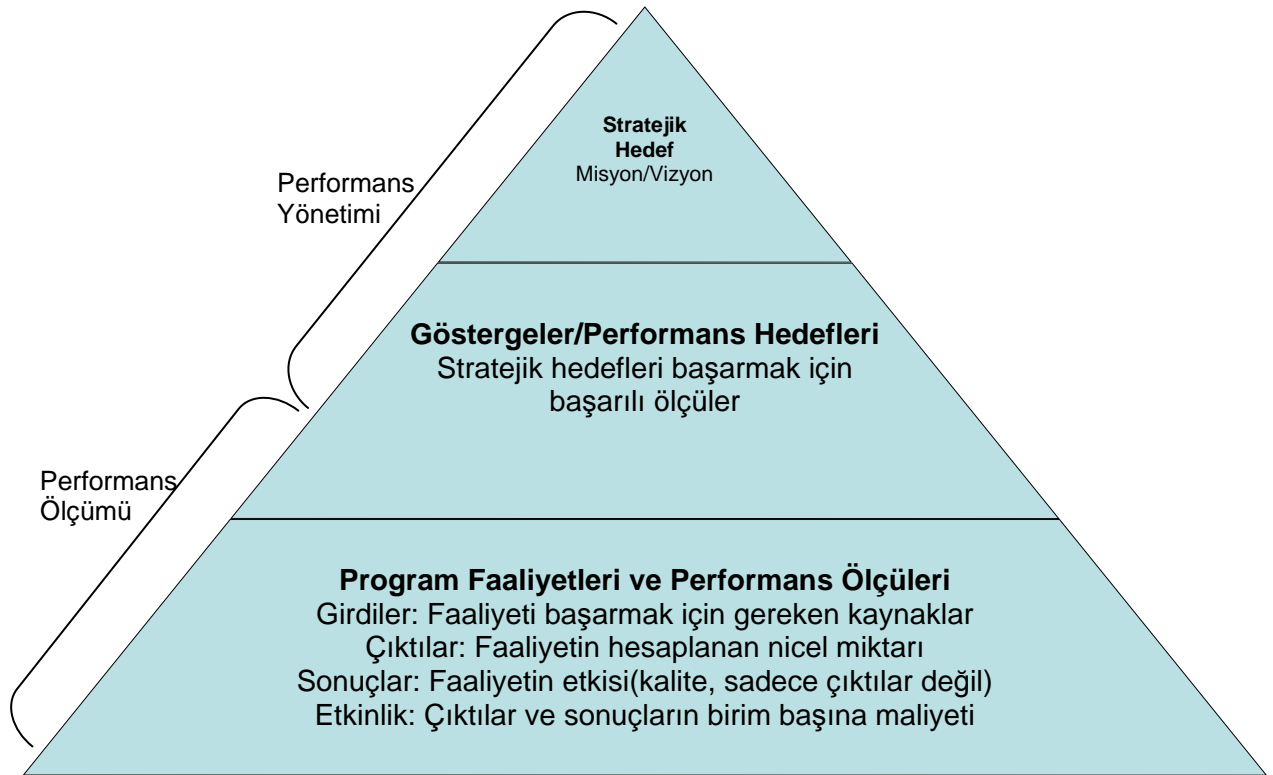 Stratejik
Hedef
Misyon/Vizyon
Performans
Yönetimi
Göstergeler/Performans Hedefleri
Stratejik hedefleri başarmak için
başarılı ölçüler
Performans
Ölçümü
Program Faaliyetleri ve Performans Ölçüleri
Girdiler: Faaliyeti başarmak için gereken kaynaklar
Çıktılar: Faaliyetin hesaplanan nicel miktarı
Sonuçlar: Faaliyetin etkisi(kalite, sadece çıktılar değil)
Etkinlik: Çıktılar ve sonuçların birim başına maliyeti